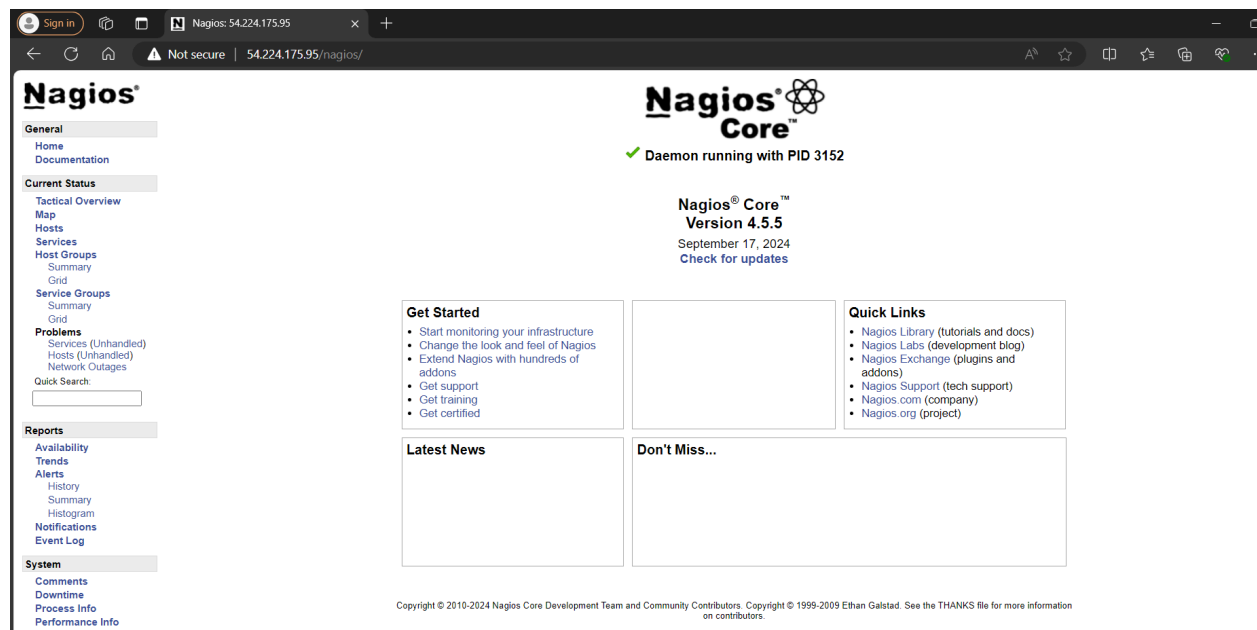 Sign in
Nagios: 54.224.175.95
Not secure
54.224.175.95/nagios/
Nagios®
General
Home
Documentation
Current Status
Tactical Overview
Map
Hosts
Services
Host Groups
Summary
Grid
Service Groups
Summary
Grid
Problems
Services (Unhandled)
Hosts (Unhandled)
Network Outages
Quick Search:
Reports
Availability
Trends
Alerts
History
Summary
Histogram
Notifications
Event Log
System
Comments
Downtime
Process Info
Performance Info
Nagios®
Core™
Daemon running with PID 3152
Nagios® Core™
Version 4.5.5
September 17, 2024
Check for updates
Get Started
• Start monitoring your infrastructure
• Change the look and feel of Nagios
• Extend Nagios with hundreds of
addons
• Get support
• Get training
• Get certified
Quick Links
• Nagios Library (tutorials and docs)
• Nagios Labs (development blog)
• Nagios Exchange (plugins and
addons)
• Nagios Support (tech support)
• Nagios.com (company)
• Nagios.org (project)
Latest News
Don't Miss...
Copyright © 2010-2024 Nagios Core Development Team and Community Contributors. Copyright © 1999-2009 Ethan Galstad. See the THANKS file for more information
on contributors.